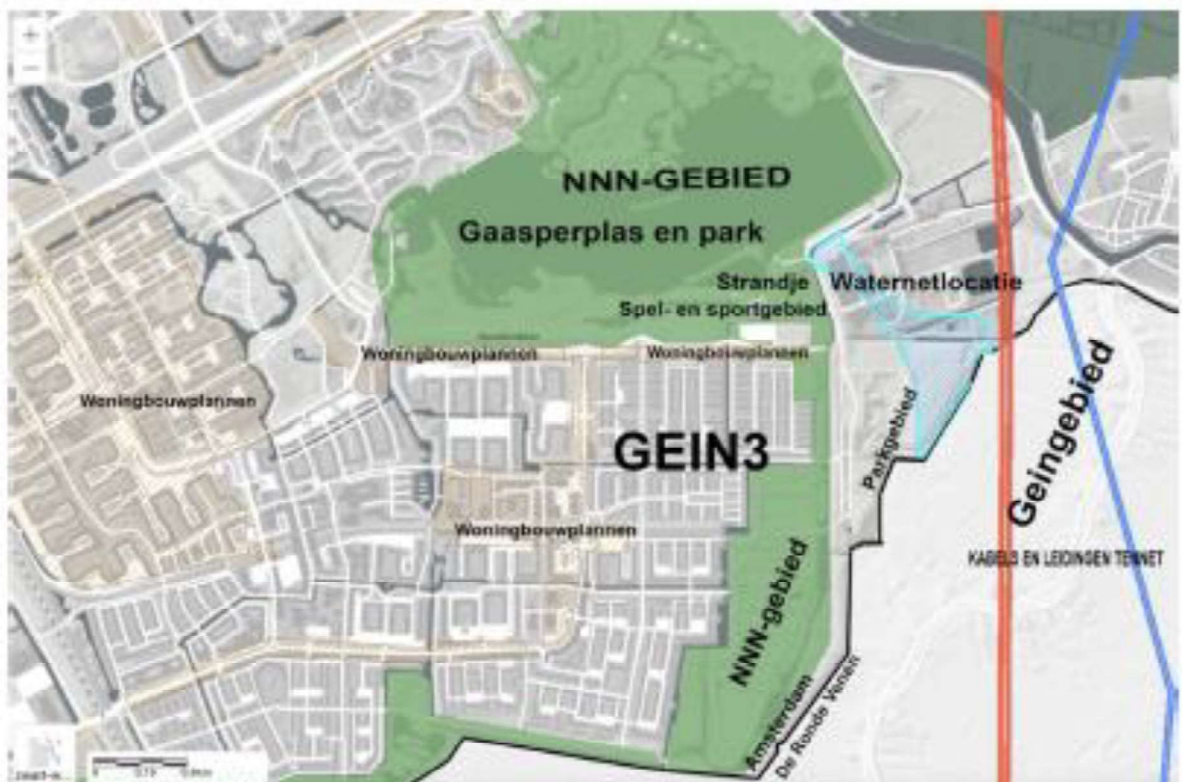 +
−
NNN-GEBIED
Gaasperplas en park
Strandje
Waternetlocatie
Spel- en sportgebied
Woningbouwplannen
Woningbouwplannen
Woningbouwplannen
GEIN3
Parkgebied
Geingebied
Woningbouwplannen
KABELS EN LEIDINGEN TENNET
NNN-gebied
Amsterdam
De Ronde Venen
0